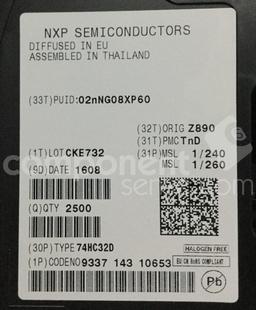 NXP SEMICONDUCTORS
DIFFUSED IN EU
ASSEMBLED IN THAILAND
(33T)PUID:02nNG08XP60
(32T)ORIG Z890
(31T)PMC TnD
(31P)MSL 1/240
MSL 1/260
(1T)LOT CKE732
(9D)DATE 1608
(Q)QTY 2500
(30P)TYPE 74HC32D
HALOGEN FREE
(1P)CODENO 9337 143 10653
EU/CN RoHS COMPLIANT
Pb